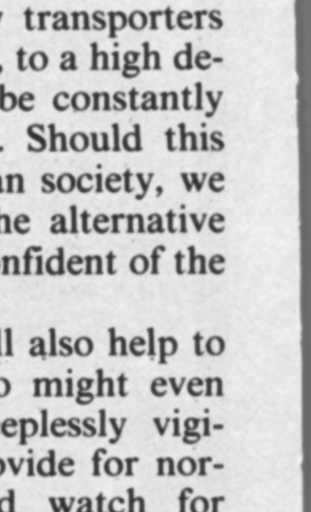 transporters
, to a high de-
be constantly
. Should this
an society, we
he alternative
nfident of the
ll also help to
o might even
eplessly vigi-
ovide for nor-
d watch for